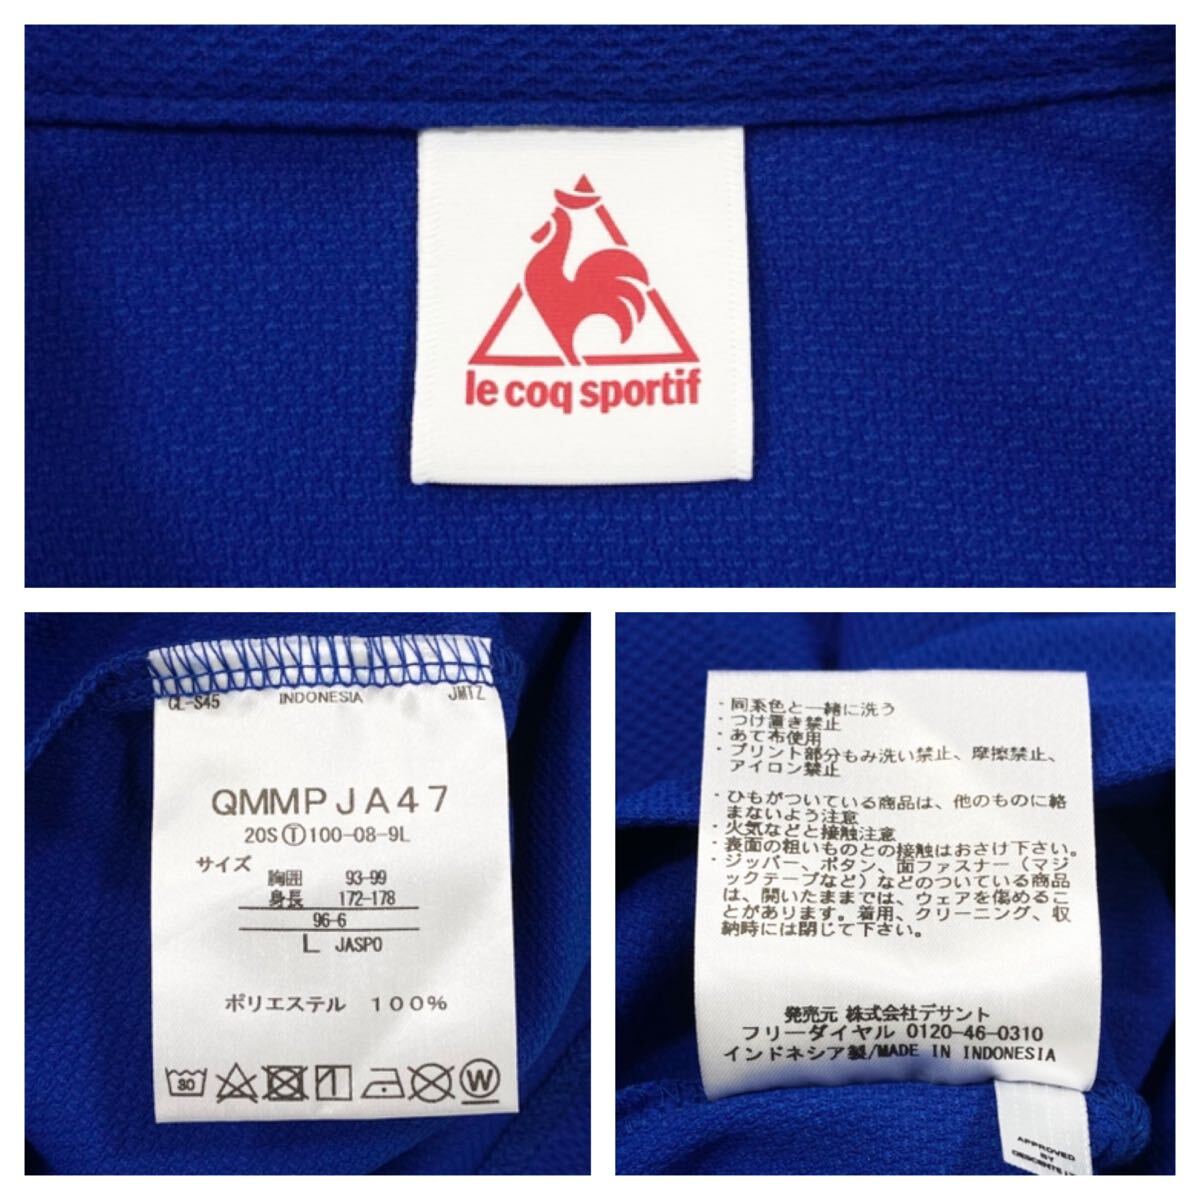 le coq sportif
CL-S45 INDONESIA JMTZ
QMMPJA47
20S Ⓣ 100-08-9L
サイズ
胸囲 93-99
身長 172-178
96-6
L JASPO
ポリエステル 100%
30 W
・同系色と一緒に洗う
・つけ置き禁止
・あて布使用
・プリント部分もみ洗い禁止、摩擦禁止、
アイロン禁止
・ひもがついている商品は、他のものに絡
まないよう注意
・火気などと接触注意
・表面の粗いものとの接触はおさけ下さい。
・ジッパー、ボタン、面ファスナー（マジ
ックテープなど）などのついている商品
は、開いたままでは、ウェアを傷めるこ
とがあります。着用、クリーニング、収
納時には閉じて下さい。
発売元 株式会社デサント
フリーダイヤル 0120-46-0310
インドネシア製/MADE IN INDONESIA
APPROVED
BY
DESCENTE